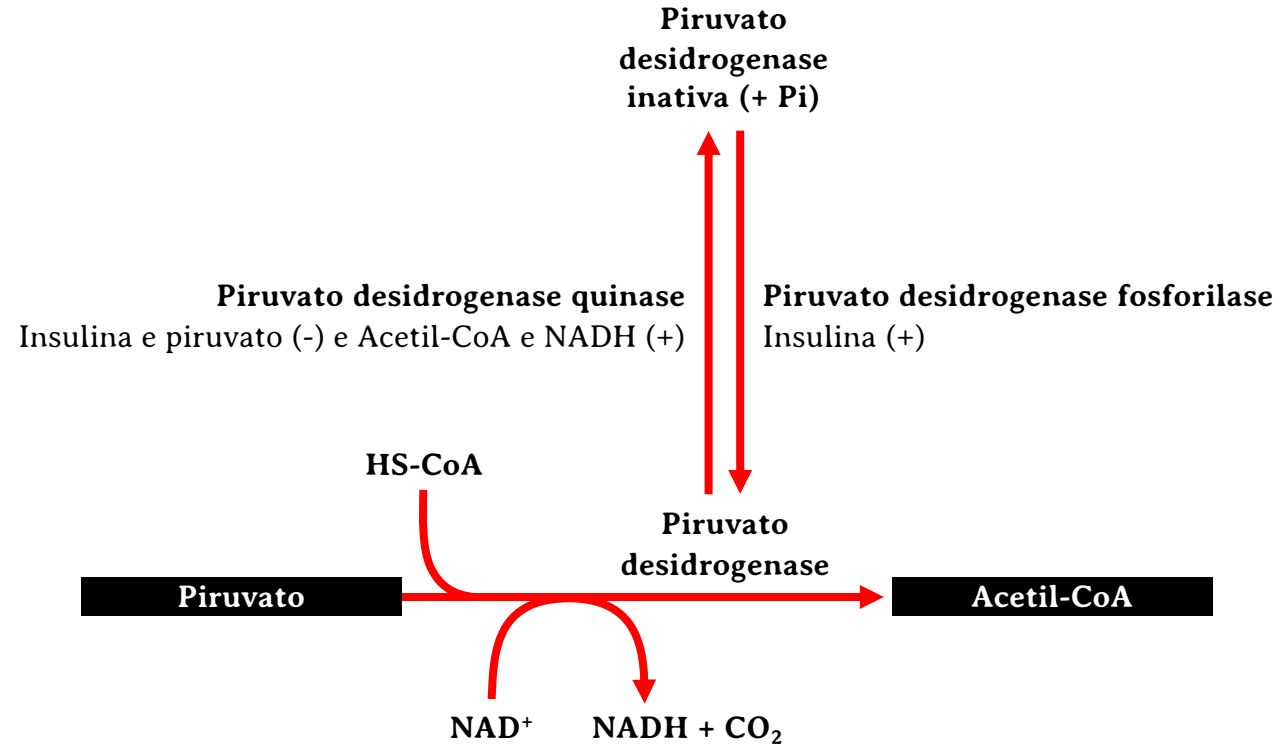 Piruvato
desidrogenase
inativa (+ Pi)
Piruvato desidrogenase quinase
Insulina e piruvato (-) e Acetil-CoA e NADH (+)
Piruvato desidrogenase fosforilase
Insulina (+)
HS-CoA
Piruvato
desidrogenase
Piruvato
Acetil-CoA
NAD⁺
NADH + CO₂